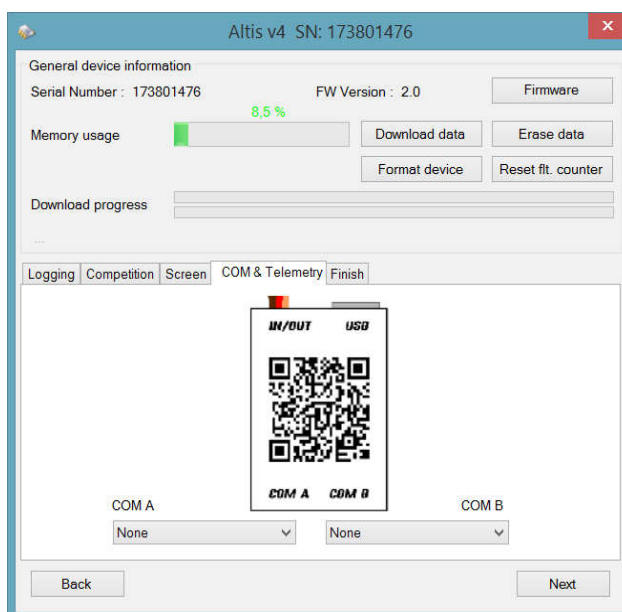 Altis v4 SN: 173801476
General device information
Serial Number : 173801476 FW Version : 2.0 Firmware
8,5 %
Memory usage Download data Erase data
Format device Reset flt. counter
Download progress
...
Logging Competition Screen COM & Telemetry Finish
IN/OUT USB
COM A COM B
COM A COM B
None None
Back Next